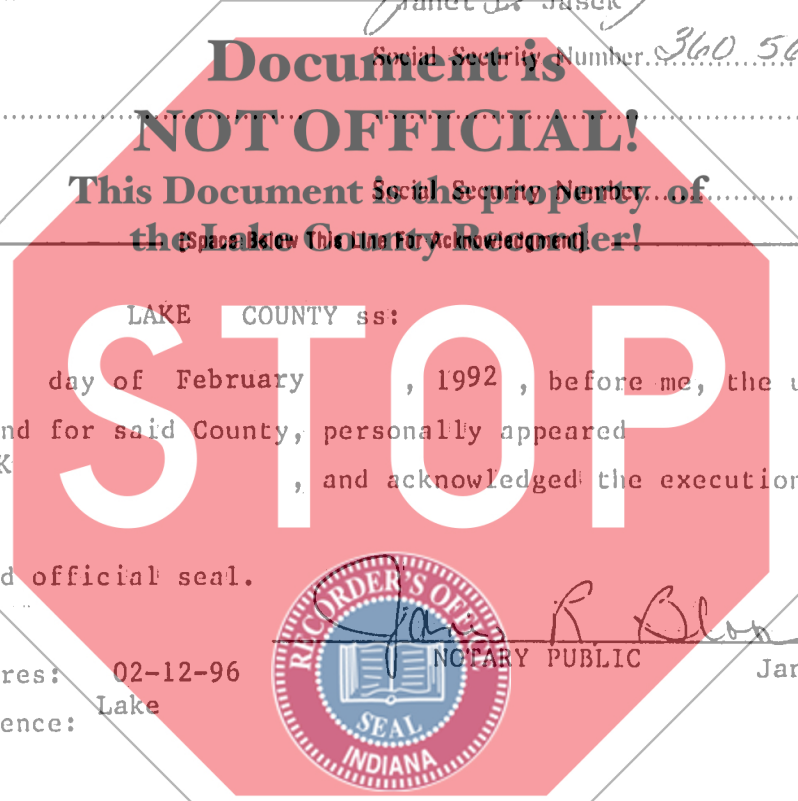 Janet L. Jasek
Document is
Social Security Number 360 56
NOT OFFICIAL!
This Document is the property of
Social Security Number
the Lake County Recorder!
(Space Below This Line For Acknowledgment)
LAKE COUNTY ss:
day of February , 1992 , before me, the u
nd for said County, personally appeared
K
, and acknowledged the execution
STOP
d official seal.
RECORDER'S OFFICE
SEAL
INDIANA
NOTARY PUBLIC
Jan
res: 02-12-96
Lake
ence: